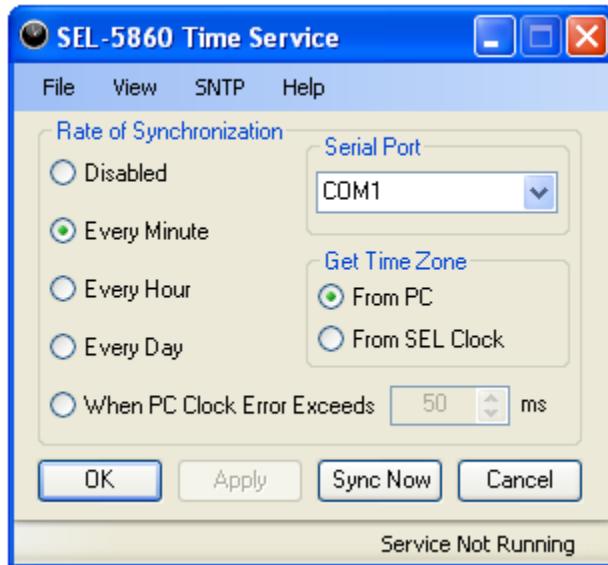 SEL-5860 Time Service
File View SNTP Help
Rate of Synchronization
Serial Port
Disabled
COM1
Every Minute
Get Time Zone
Every Hour
From PC
From SEL Clock
Every Day
When PC Clock Error Exceeds 50 ms
OK Apply Sync Now Cancel
Service Not Running